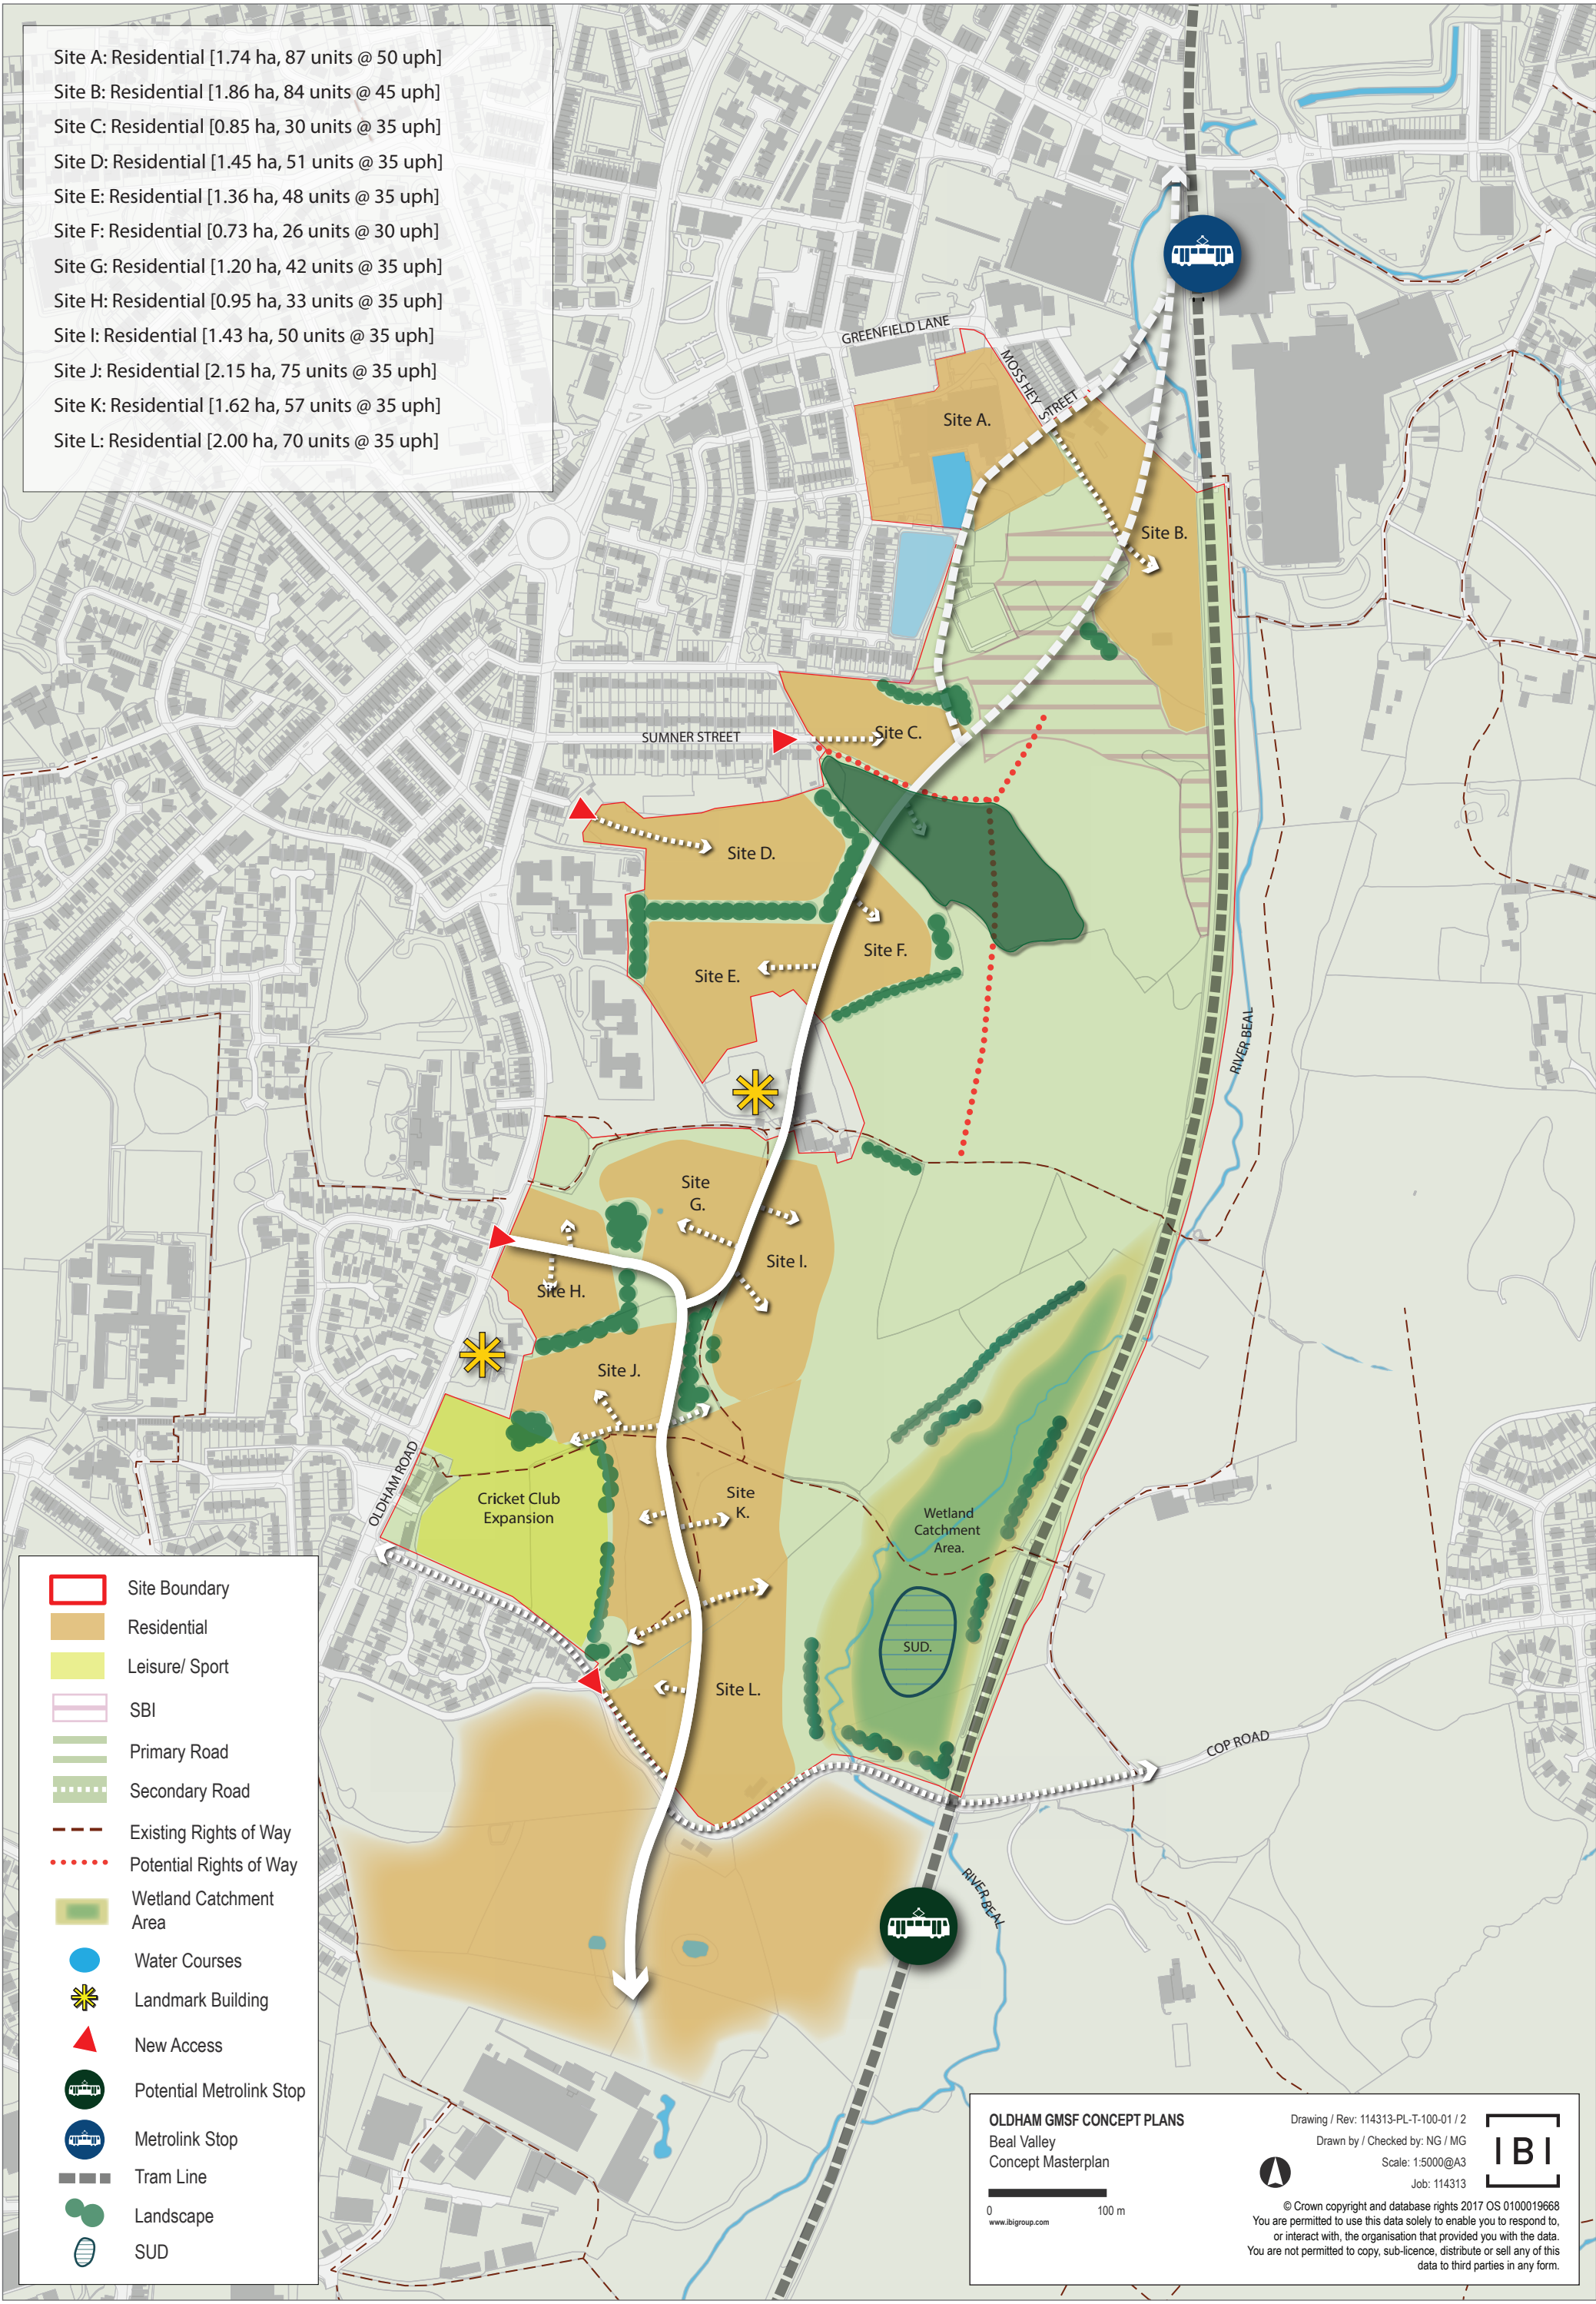 Site A: Residential [1.74 ha, 87 units @ 50 uph]
Site B: Residential [1.86 ha, 84 units @ 45 uph]
Site C: Residential [0.85 ha, 30 units @ 35 uph]
Site D: Residential [1.45 ha, 51 units @ 35 uph]
Site E: Residential [1.36 ha, 48 units @ 35 uph]
Site F: Residential [0.73 ha, 26 units @ 30 uph]
Site G: Residential [1.20 ha, 42 units @ 35 uph]
Site H: Residential [0.95 ha, 33 units @ 35 uph]
Site I: Residential [1.43 ha, 50 units @ 35 uph]
Site J: Residential [2.15 ha, 75 units @ 35 uph]
Site K: Residential [1.62 ha, 57 units @ 35 uph]
Site L: Residential [2.00 ha, 70 units @ 35 uph]
GREENFIELD LANE
MOSS HEY
STREET
Site A.
Site B.
SUMNER STREET
Site C.
Site D.
Site F.
Site E.
RIVER BEAL
Site
G.
Site I.
Site H.
Site J.
OLDHAM ROAD
Cricket Club
Expansion
Site
K.
Wetland
Catchment
Area.
SUD.
Site L.
COP ROAD
RIVER BEAL
Site Boundary
Residential
Leisure/ Sport
SBI
Primary Road
Secondary Road
Existing Rights of Way
Potential Rights of Way
Wetland Catchment
Area
Water Courses
Landmark Building
New Access
Potential Metrolink Stop
Metrolink Stop
Tram Line
Landscape
SUD
OLDHAM GMSF CONCEPT PLANS
Beal Valley
Concept Masterplan
0 100 m
www.ibigroup.com
Drawing / Rev: 114313-PL-T-100-01 / 2
Drawn by / Checked by: NG / MG
Scale: 1:5000@A3
Job: 114313
IBI
© Crown copyright and database rights 2017 OS 0100019668
You are permitted to use this data solely to enable you to respond to,
or interact with, the organisation that provided you with the data.
You are not permitted to copy, sub-licence, distribute or sell any of this
data to third parties in any form.